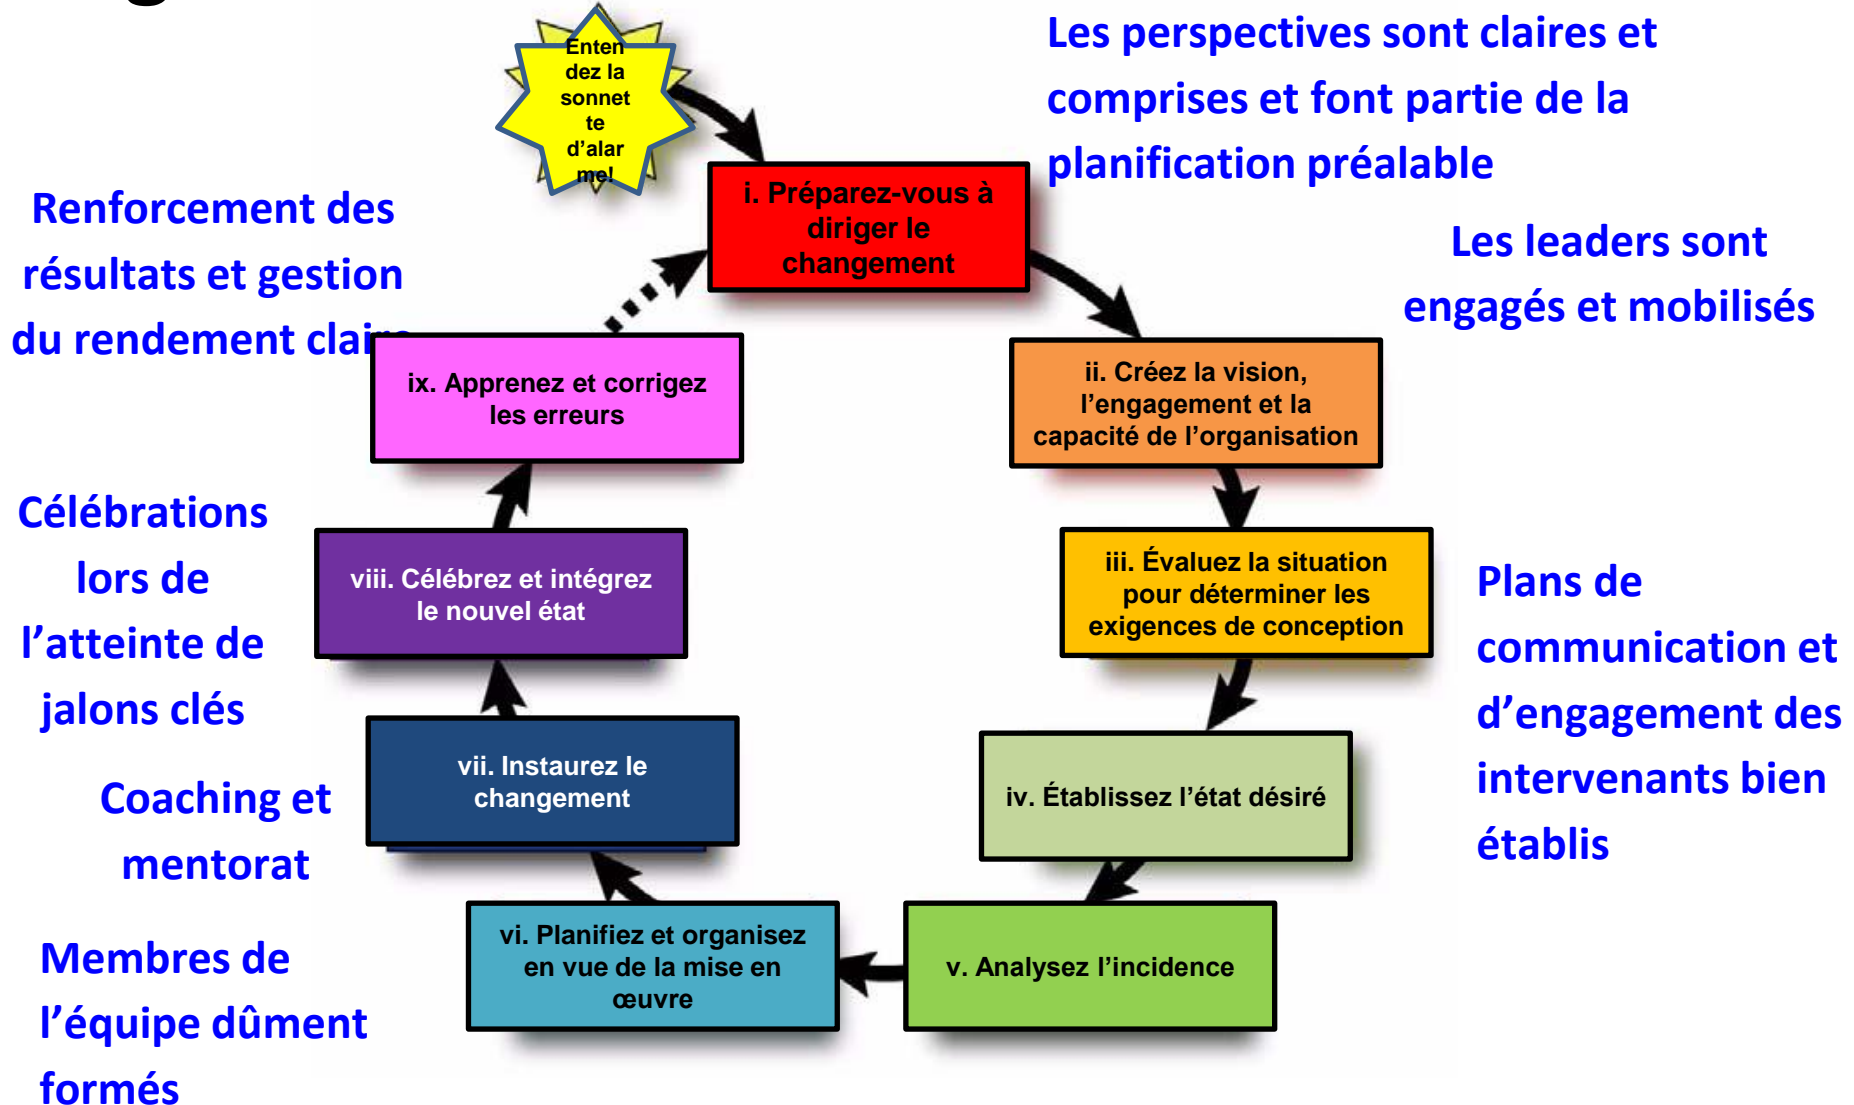 Enten
dez la
sonnet
te
d’alar
me!
Les perspectives sont claires et
comprises et font partie de la
planification préalable
i. Préparez-vous à
diriger le
changement
Les leaders sont
engagés et mobilisés
ii. Créez la vision,
l’engagement et la
capacité de l’organisation
iii. Évaluez la situation
pour déterminer les
exigences de conception
Plans de
communication et
d’engagement des
intervenants bien
établis
iv. Établissez l’état désiré
v. Analysez l’incidence
vi. Planifiez et organisez
en vue de la mise en
œuvre
Membres de
l’équipe dûment
formés
vii. Instaurez le
changement
Coaching et
mentorat
viii. Célébrez et intégrez
le nouvel état
Célébrations
lors de
l’atteinte de
jalons clés
ix. Apprenez et corrigez
les erreurs
Renforcement des
résultats et gestion
du rendement claire